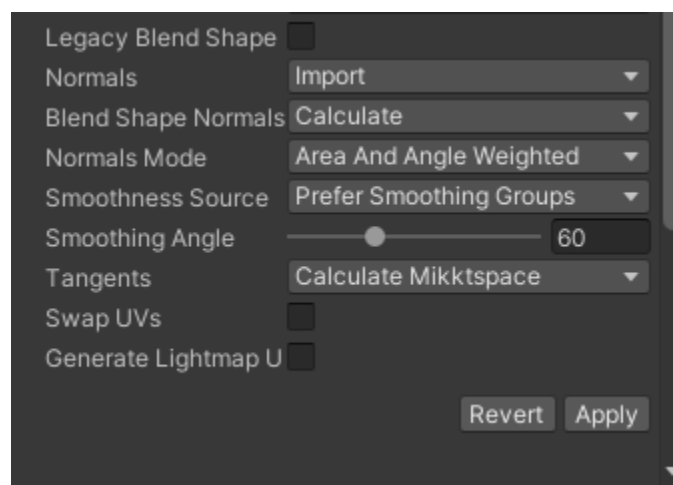 Legacy Blend Shape
Normals Import
Blend Shape Normals Calculate
Normals Mode Area And Angle Weighted
Smoothness Source Prefer Smoothing Groups
Smoothing Angle 60
Tangents Calculate Mikktspace
Swap UVs
Generate Lightmap U
Revert Apply